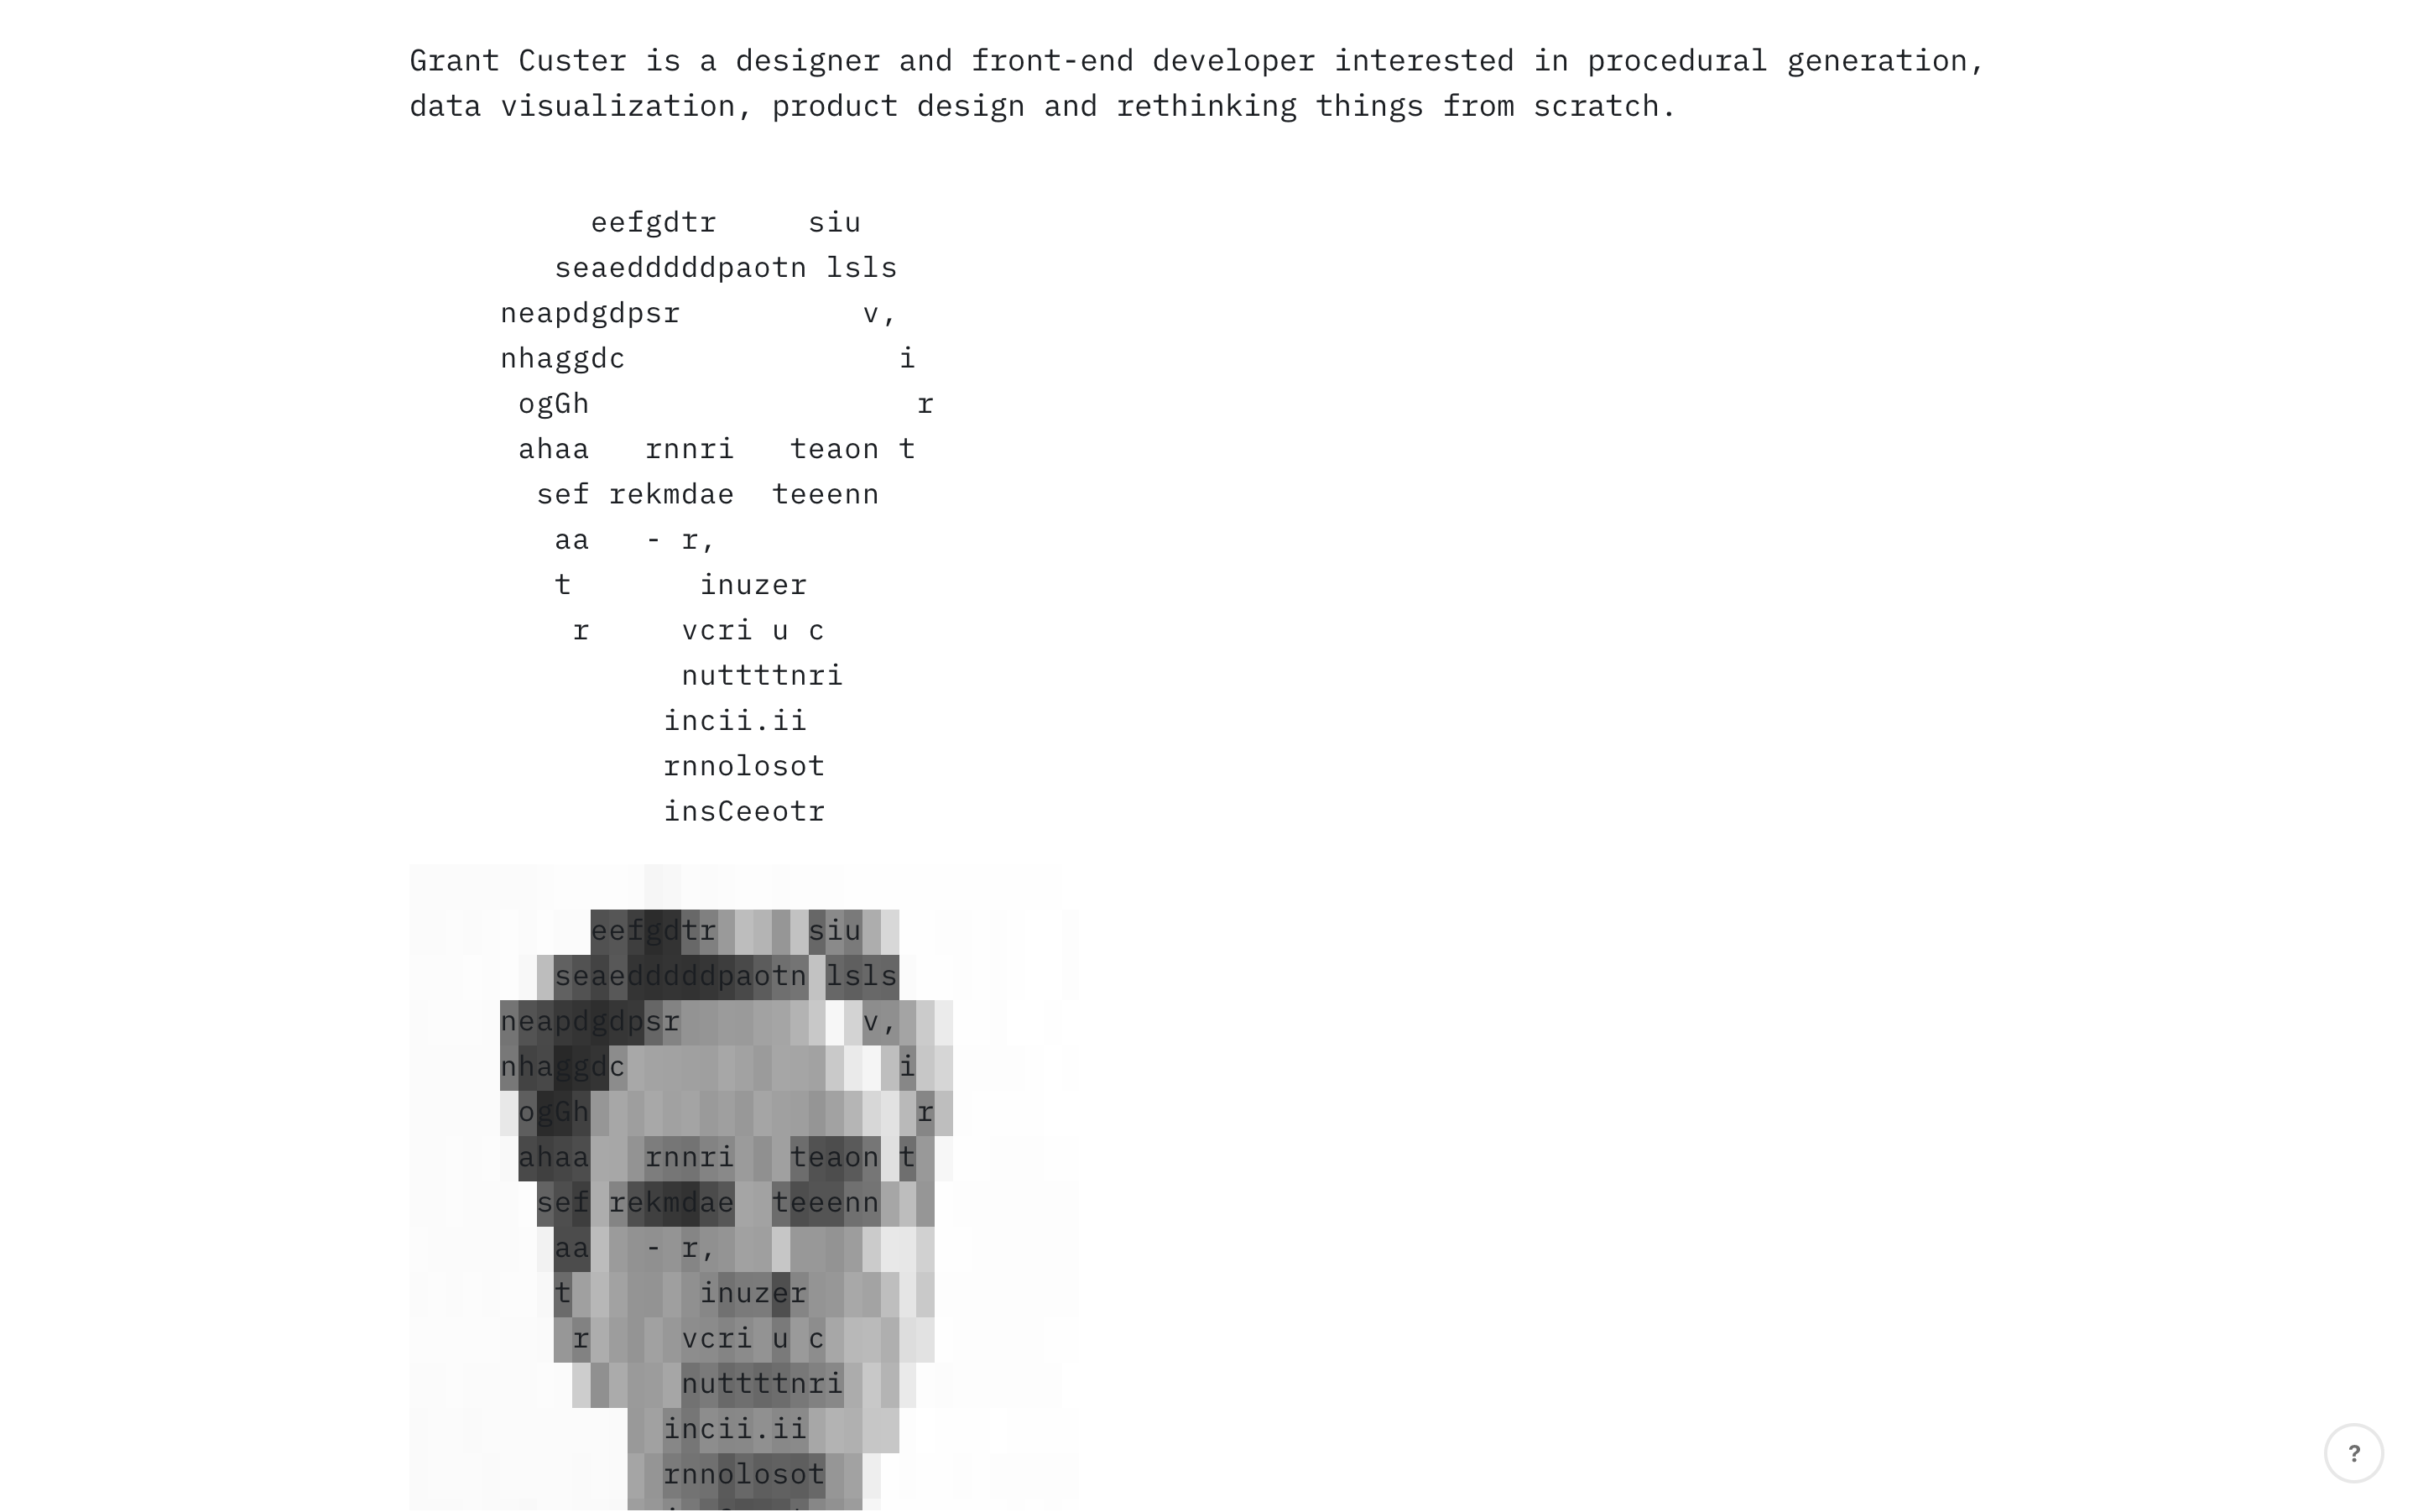 Grant Custer is a designer and front-end developer interested in procedural generation,
data visualization, product design and rethinking things from scratch.
eefgdtr     siu
seaedddddpaotn lsls
neapdgdpsr          v,
nhaggdc               i
ogGh                  r
ahaa   rnnri   teaon t
sef rekmdae  teeenn
aa   - r,
t       inuzer
r     vcri u c
nuttttnri
incii.ii
rnnolosot
insCeeotr
eefgdtr     siu
seaedddddpaotn lsls
neapdgdpsr          v,
nhaggdc               i
ogGh                  r
ahaa   rnnri   teaon t
sef rekmdae  teeenn
aa   - r,
t       inuzer
r     vcri u c
nuttttnri
incii.ii
rnnolosot
?